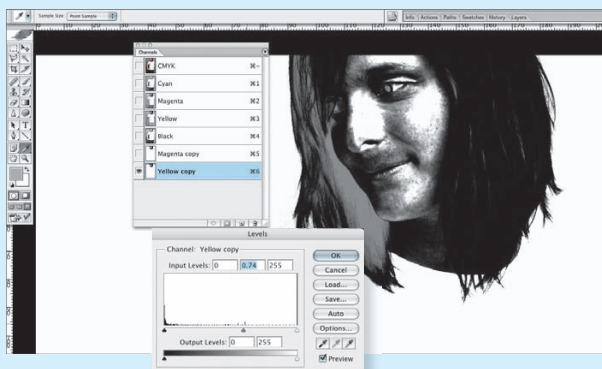 Sample Size: Point Sample
Info Actions Paths Swatches History Layers
Channels
CMYK ⌘~
Cyan ⌘1
Magenta ⌘2
Yellow ⌘3
Black ⌘4
Magenta copy ⌘5
Yellow copy ⌘6
Levels
Channel: Yellow copy
Input Levels: 0 0.74 255
Output Levels: 0 255
OK
Cancel
Load...
Save...
Auto
Options...
Preview